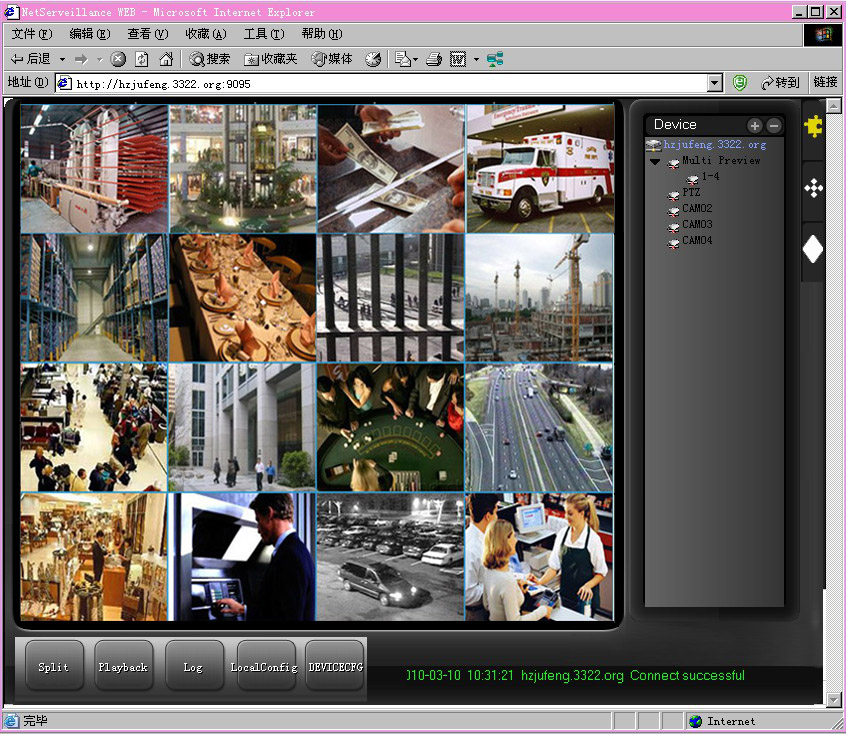 NetServeillance WEB - Microsoft Internet Explorer
文件(F) 编辑(E) 查看(V) 收藏(A) 工具(T) 帮助(H)
后退 搜索 收藏夹 媒体
地址(D) http://hzjufeng.3322.org:9095 转到 链接
Device
hzjufeng.3322.org
Multi Preview
1-4
PTZ
CAM02
CAM03
CAM04
Split Playback Log LocalConfig DEVICECFG
010-03-10 10:31:21 hzjufeng.3322.org Connect successful
完毕 Internet